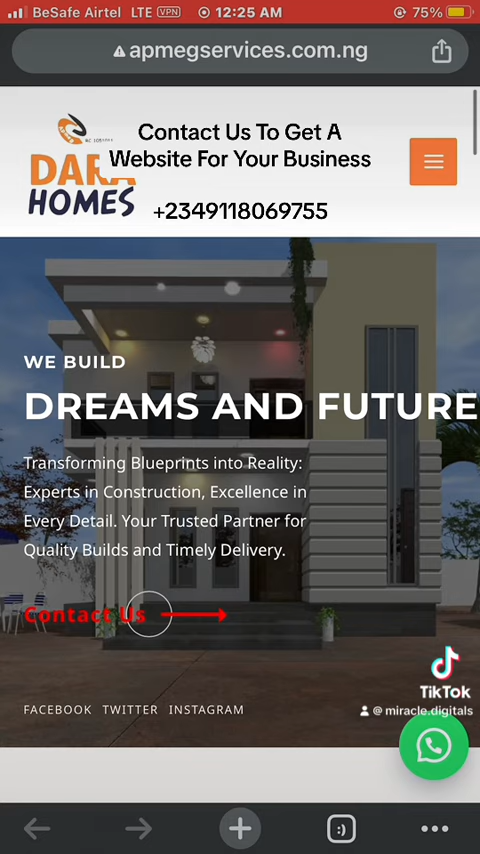 BeSafe Airtel LTE VPN 12:25 AM 75%
apmegservices.com.ng
Contact Us To Get A
Website For Your Business
+2349118069755
DARA
HOMES
WE BUILD
DREAMS AND FUTURE
Transforming Blueprints into Reality:
Experts in Construction, Excellence in
Every Detail. Your Trusted Partner for
Quality Builds and Timely Delivery.
Contact Us
FACEBOOK TWITTER INSTAGRAM
TikTok
@ miracle.digitals
:)